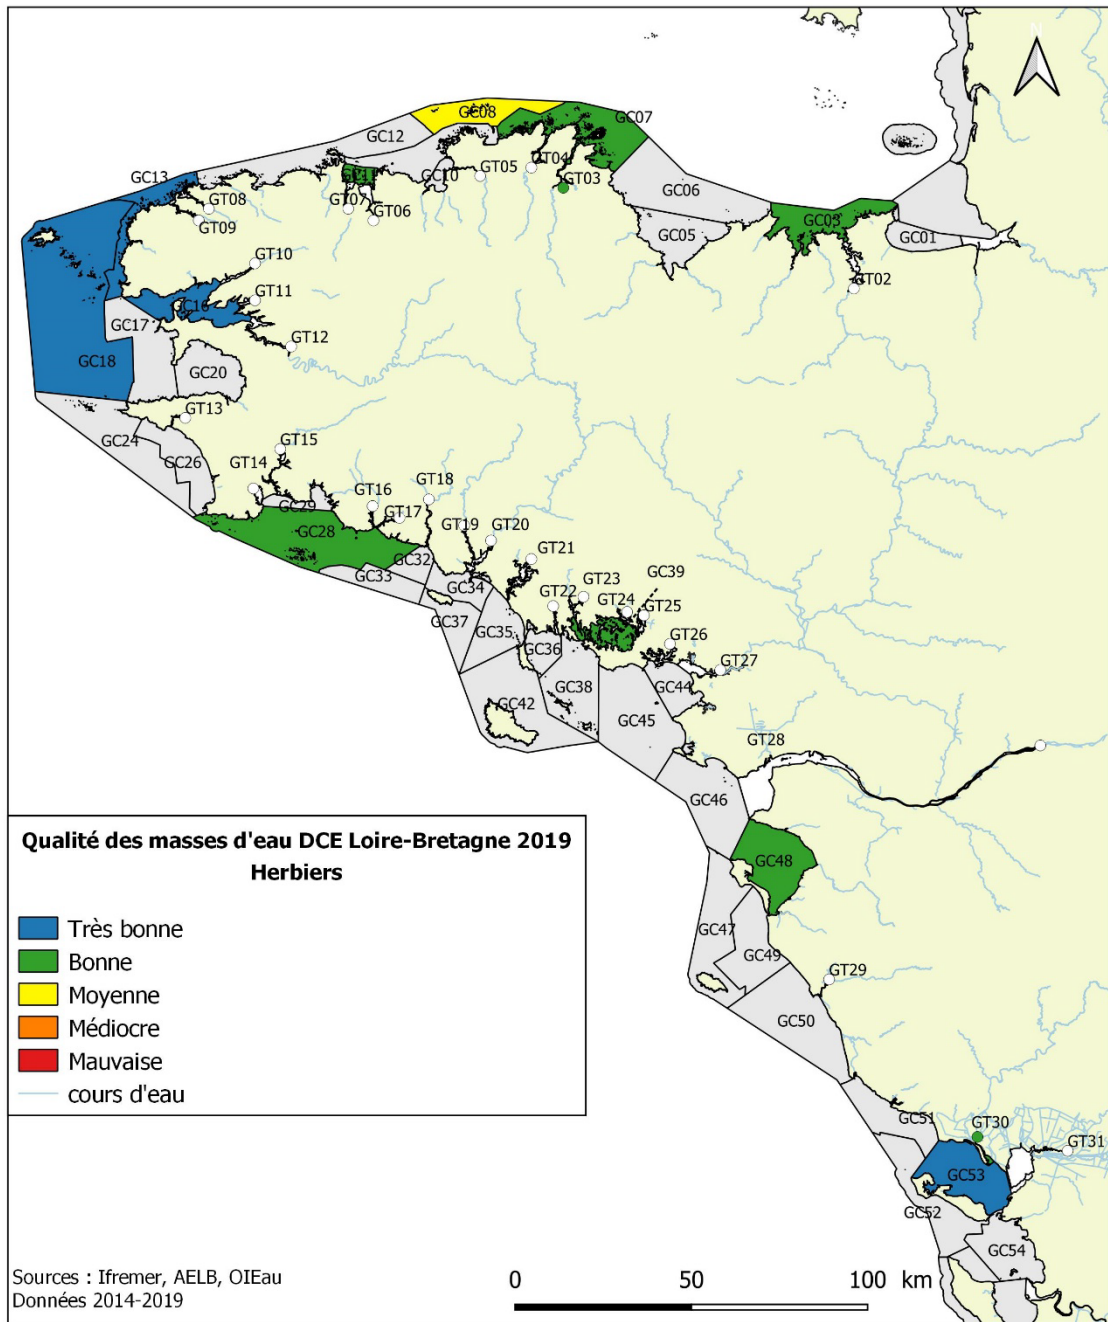 N
GC08
GC07
GC12
GT05
GT04
GT03
GC10
GC11
GC13
GT08
GT07
GT06
GC06
GT09
GC03
GC05
GC01
GT10
GT02
GT11
GC16
GC17
GT12
GC18
GC20
GT13
GC24
GT15
GC26
GT14
GT16
GT18
GC29
GT17
GC28
GT19
GT20
GC32
GT21
GC33
GC34
GT23
GC39
GT22
GT24
GT25
GC37
GC35
GC36
GT26
GT27
GC38
GC44
GC42
GC45
GT28
GC46
GC48
GC47
GC49
GT29
GC50
GC51
GT30
GT31
GC53
GC52
GC54
Qualité des masses d'eau DCE Loire-Bretagne 2019
Herbiers
Très bonne
Bonne
Moyenne
Médiocre
Mauvaise
cours d'eau
Sources : Ifremer, AELB, OIEau
Données 2014-2019
0 50 100 km